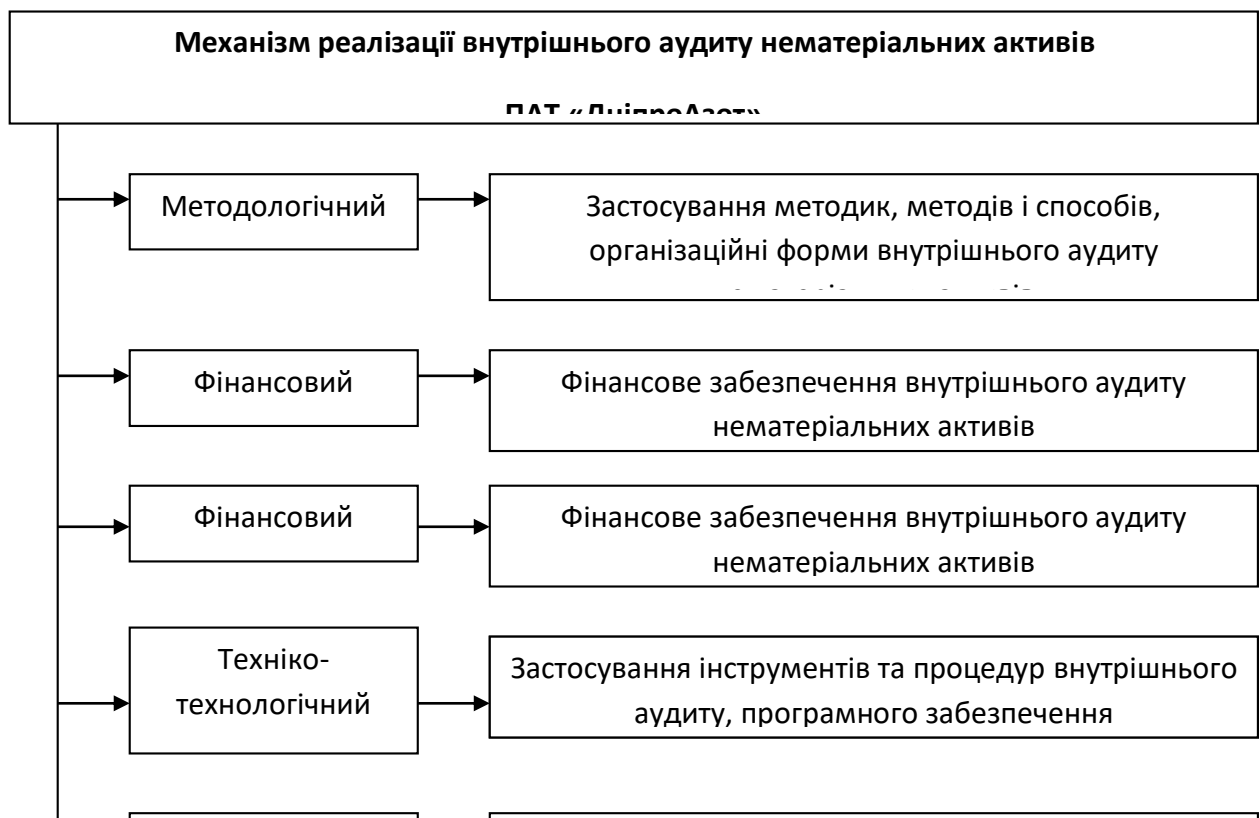 Механізм реалізації внутрішнього аудиту нематеріальних активів
ПАТ «ДніпроАзот»
Методологічний
Застосування методик, методів і способів,
організаційні форми внутрішнього аудиту
Фінансовий
Фінансове забезпечення внутрішнього аудиту
нематеріальних активів
Фінансовий
Фінансове забезпечення внутрішнього аудиту
нематеріальних активів
Техніко-
технологічний
Застосування інструментів та процедур внутрішнього
аудиту, програмного забезпечення